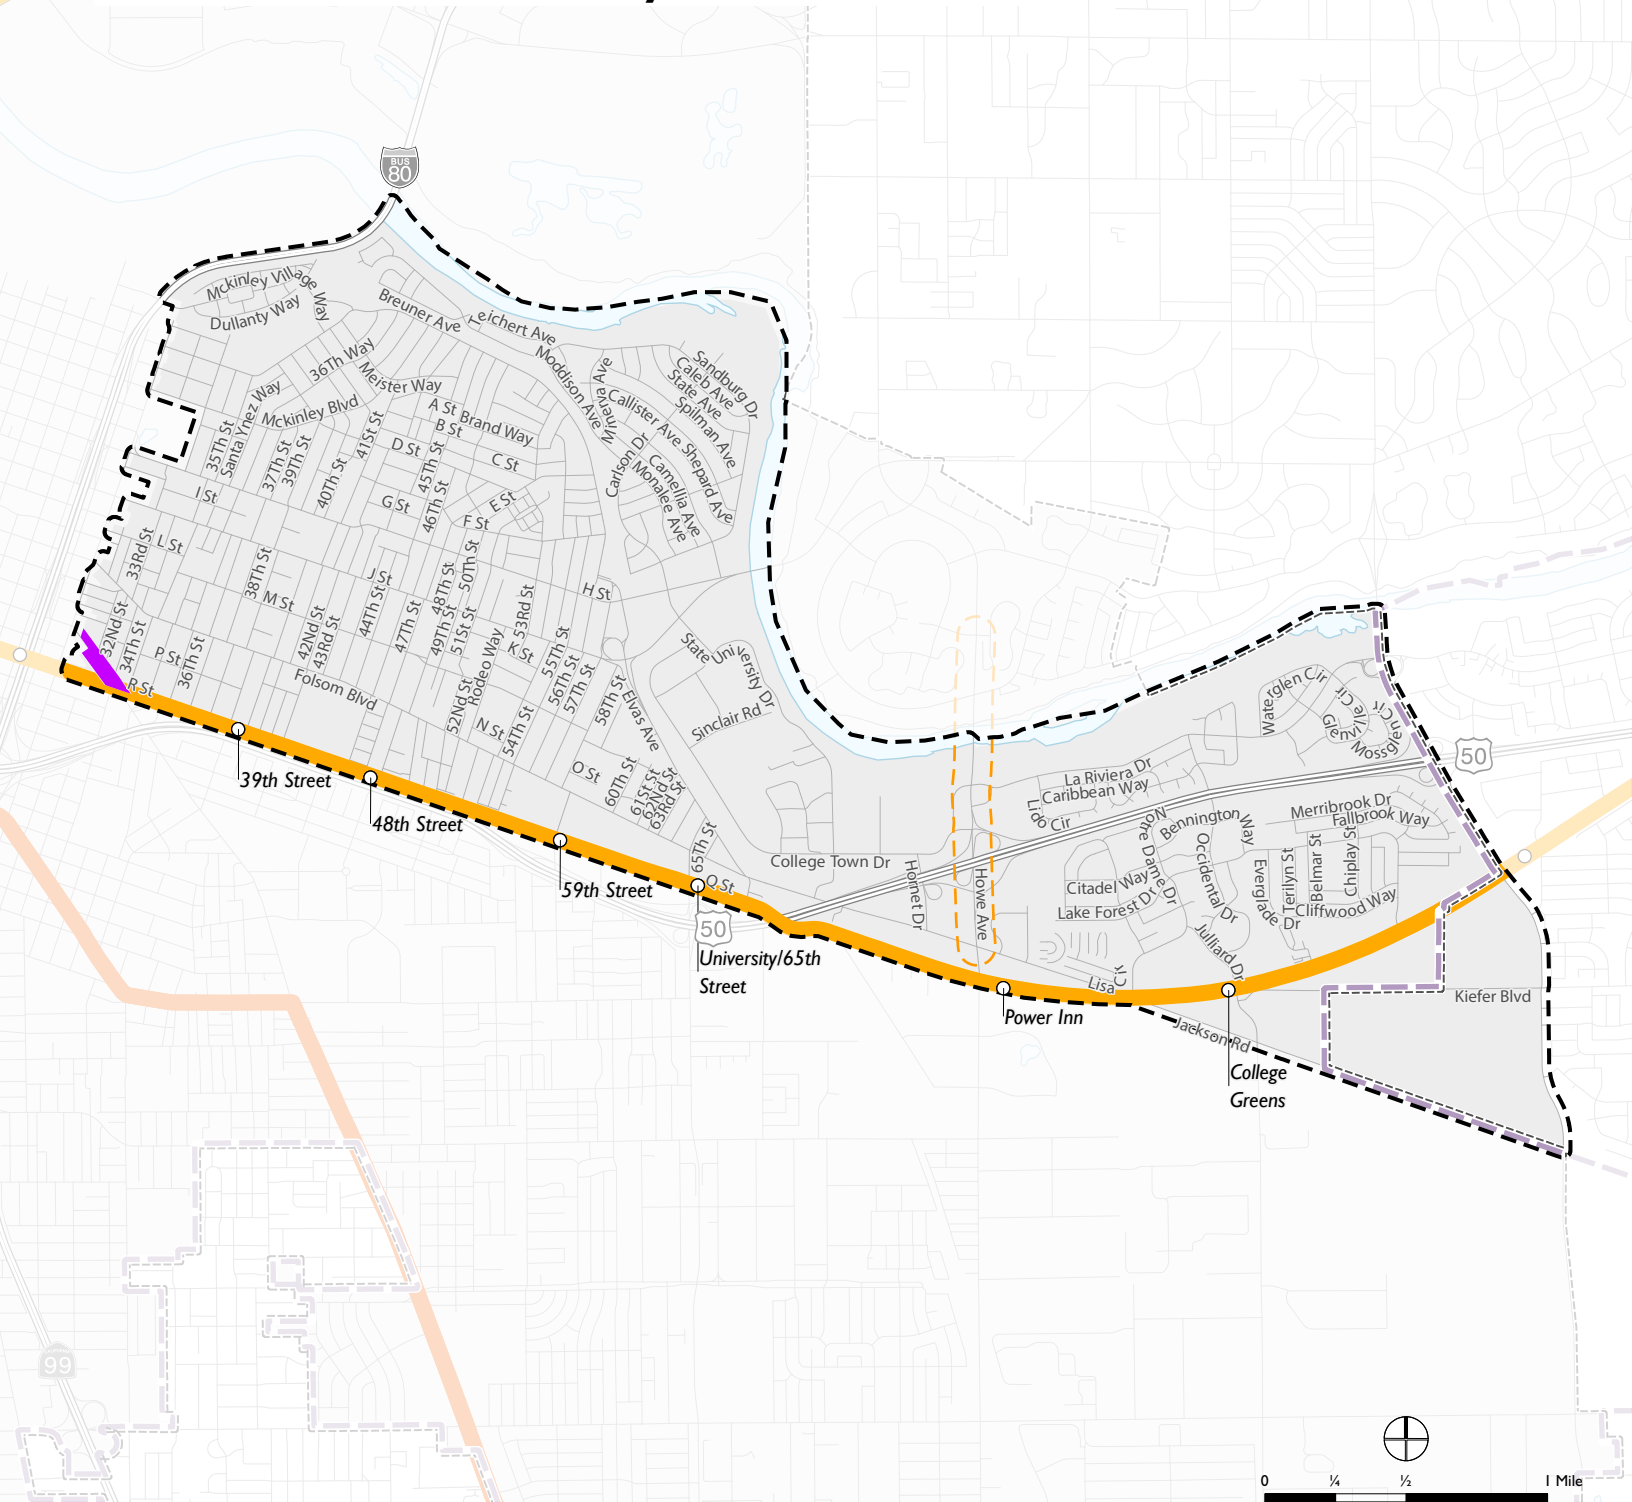 BUS
80
Mckinley Village Way
Dullanty Way
Breuner Ave
Teichert Ave
36Th Way
Meister Way
Moddison Ave
Minerva Ave
Sandburg Dr
Caleb Ave
State Ave
Spilman Ave
Callister Ave
Shepard Ave
Santa Ynez Way
Mckinley Blvd
35Th St
37Th St
39Th St
40Th St
41St St
A St
Brand Way
B St
D St
C St
45Th St
46Th St
G St
E St
F St
Carlson Dr
Camellia Ave
Monalee Ave
I St
33Rd St
L St
38Th St
M St
J St
H St
32Nd St
34Th St
P St
36Th St
R St
42Nd St
43Rd St
44Th St
47Th St
48Th St
49Th St
50Th St
51St St
52Nd St
Rodeo Way
53Rd St
K St
54Th St
55Th St
56Th St
57Th St
58Th St
Folsom Blvd
N St
Elvas Ave
State University Dr
Sinclair Rd
O St
60Th St
61St St
62Nd St
63Rd St
65Th St
Q St
39th Street
48th Street
59th Street
University/65th
Street
50
College Town Dr
Hornet Dr
Howe Ave
Waterglen Cir
Glenville Cir
Mossglen Cir
50
La Riviera Dr
Caribbean Way
Lido Cir
Notre Dame Dr
Bennington Way
Merribrook Dr
Fallbrook Way
Occidental Dr
Everglade Dr
Terilyn St
Belmar St
Chiplay St
Citadel Way
Lake Forest Dr
Cliffwood Way
Julliard Dr
Lisa
Power Inn
Jackson Rd
Kiefer Blvd
College
Greens
99
0 ¼ ½ 1 Mile